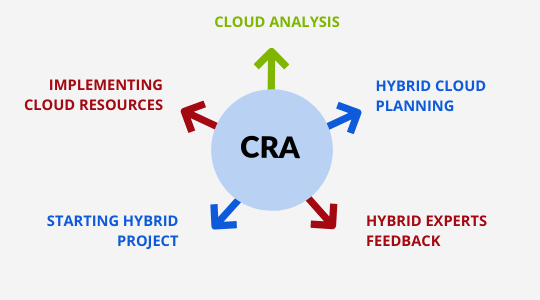 CLOUD ANALYSIS
IMPLEMENTING
CLOUD RESOURCES
HYBRID CLOUD
PLANNING
CRA
STARTING HYBRID
PROJECT
HYBRID EXPERTS
FEEDBACK